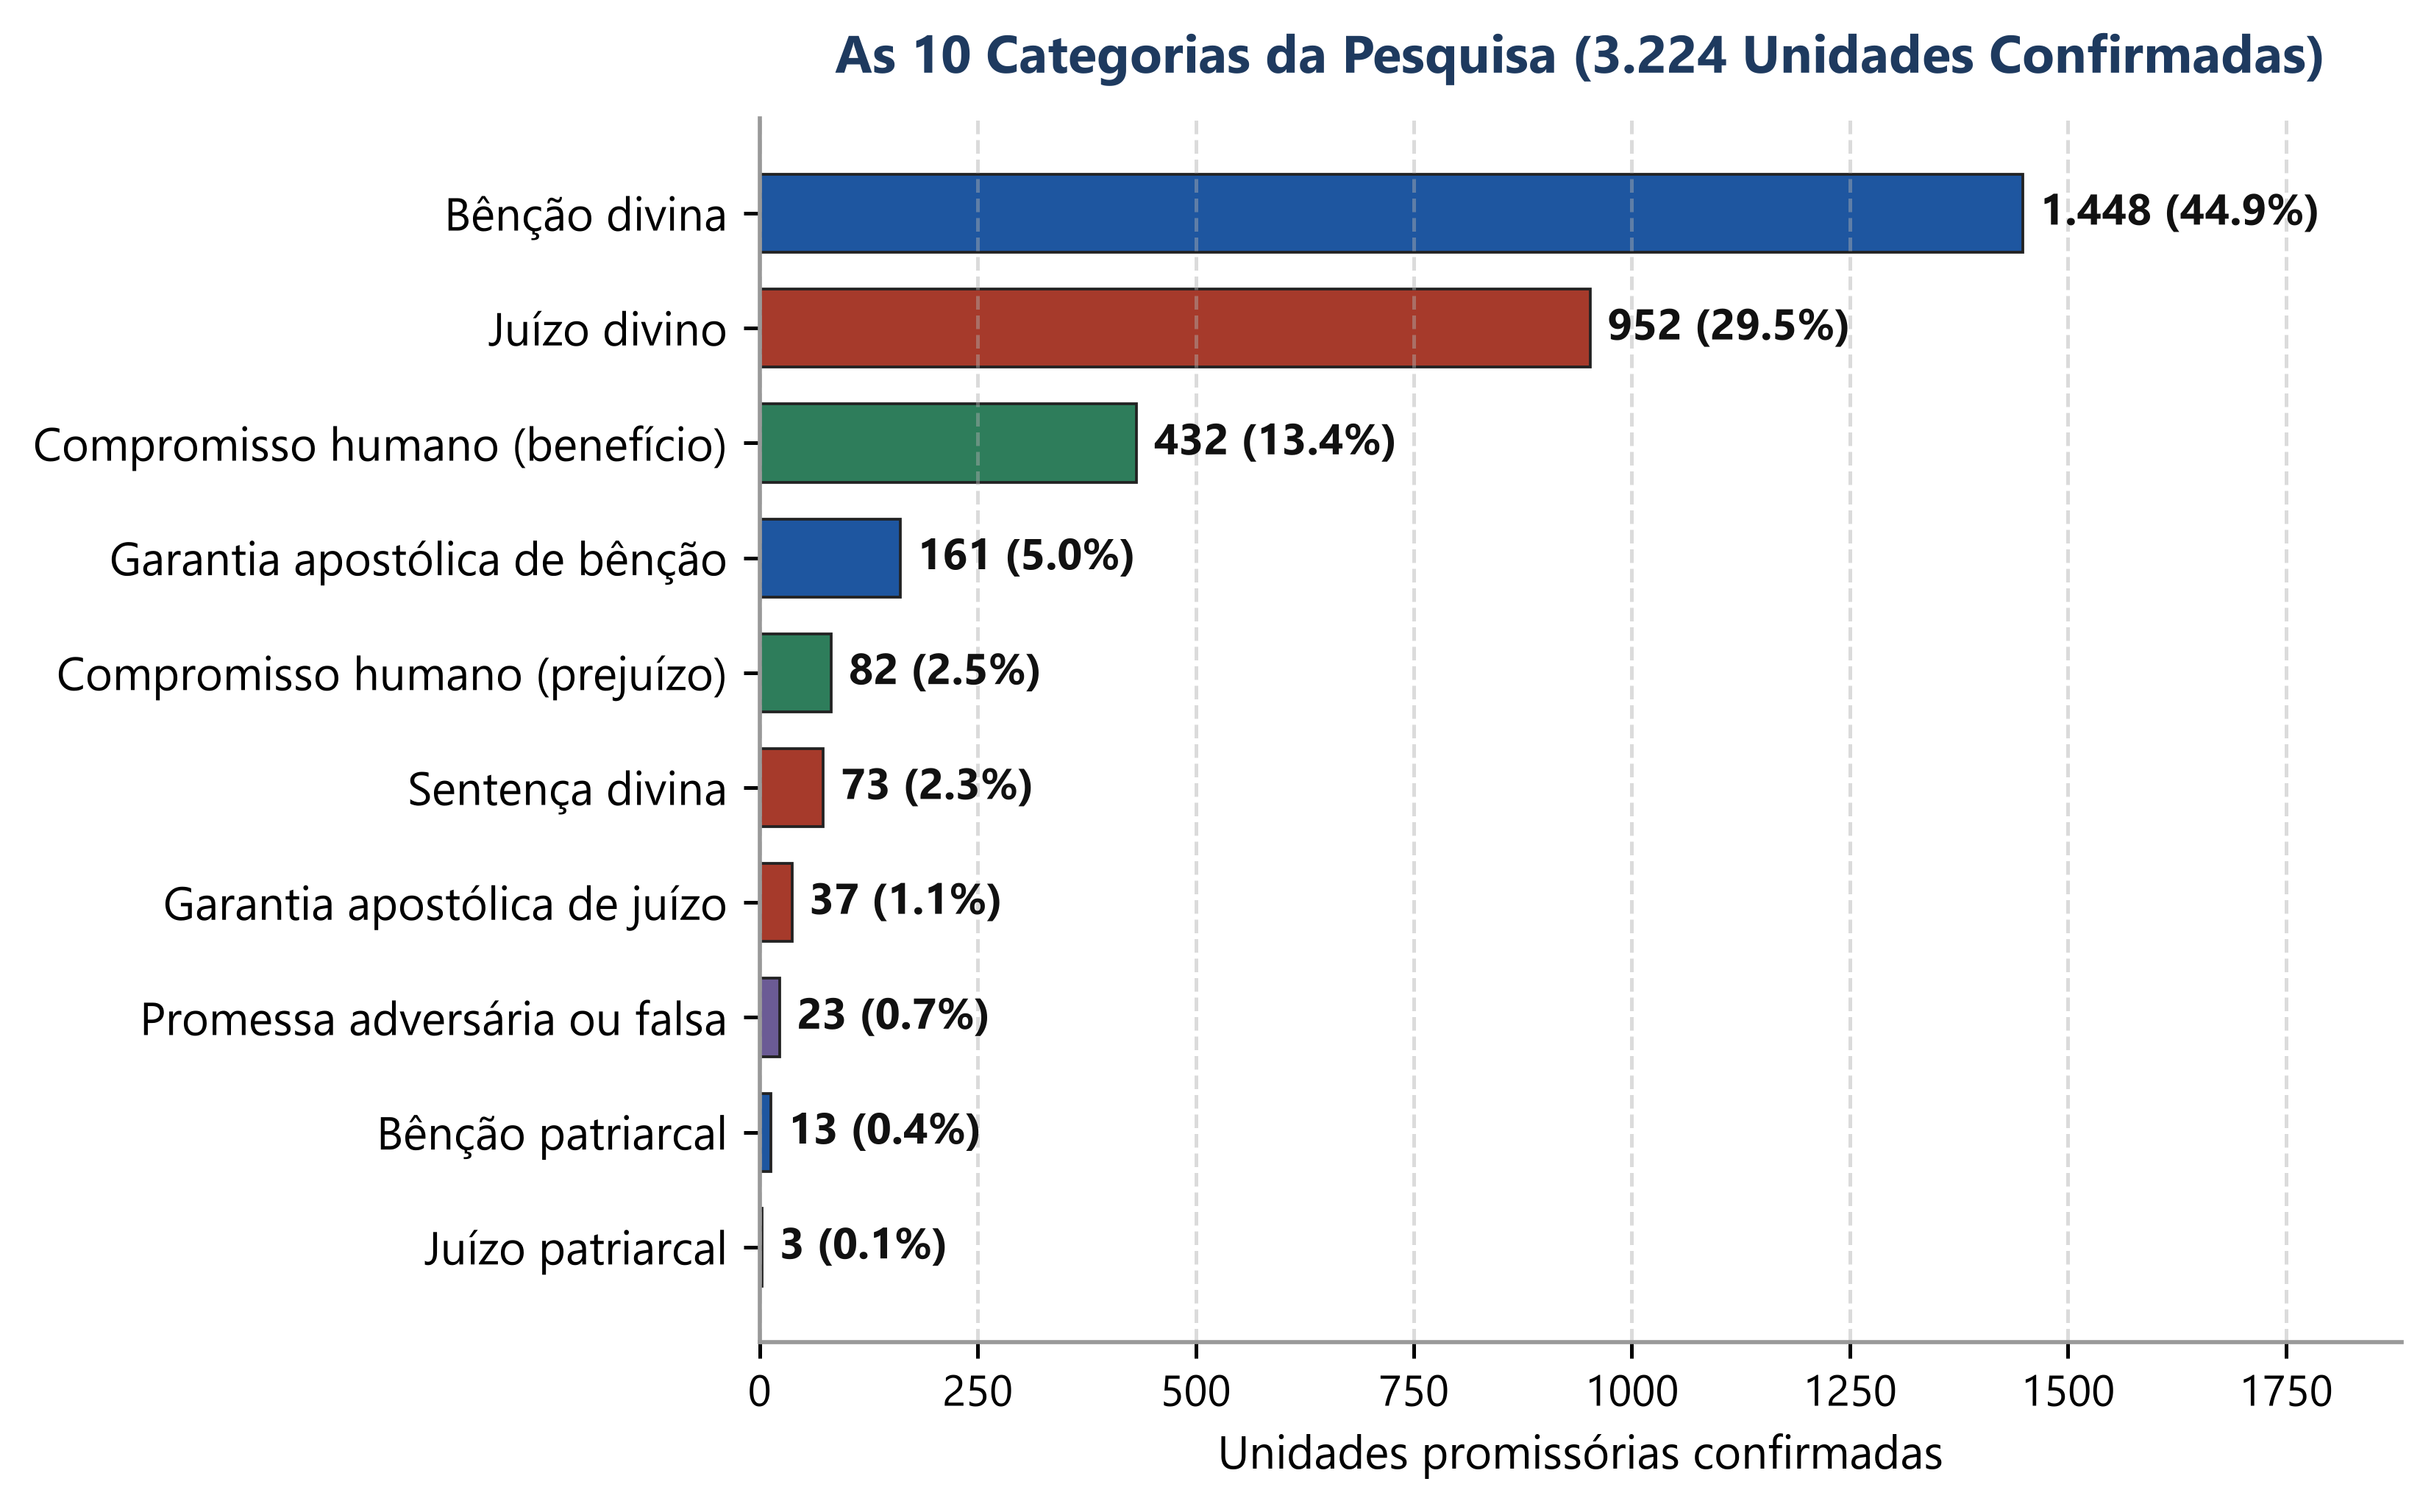 As 10 Categorias da Pesquisa (3.224 Unidades Confirmadas)
Bênção divina 1.448 (44.9%)
Juízo divino 952 (29.5%)
Compromisso humano (benefício) 432 (13.4%)
Garantia apostólica de bênção 161 (5.0%)
Compromisso humano (prejuízo) 82 (2.5%)
Sentença divina 73 (2.3%)
Garantia apostólica de juízo 37 (1.1%)
Promessa adversária ou falsa 23 (0.7%)
Bênção patriarcal 13 (0.4%)
Juízo patriarcal 3 (0.1%)
0 250 500 750 1000 1250 1500 1750
Unidades promissórias confirmadas